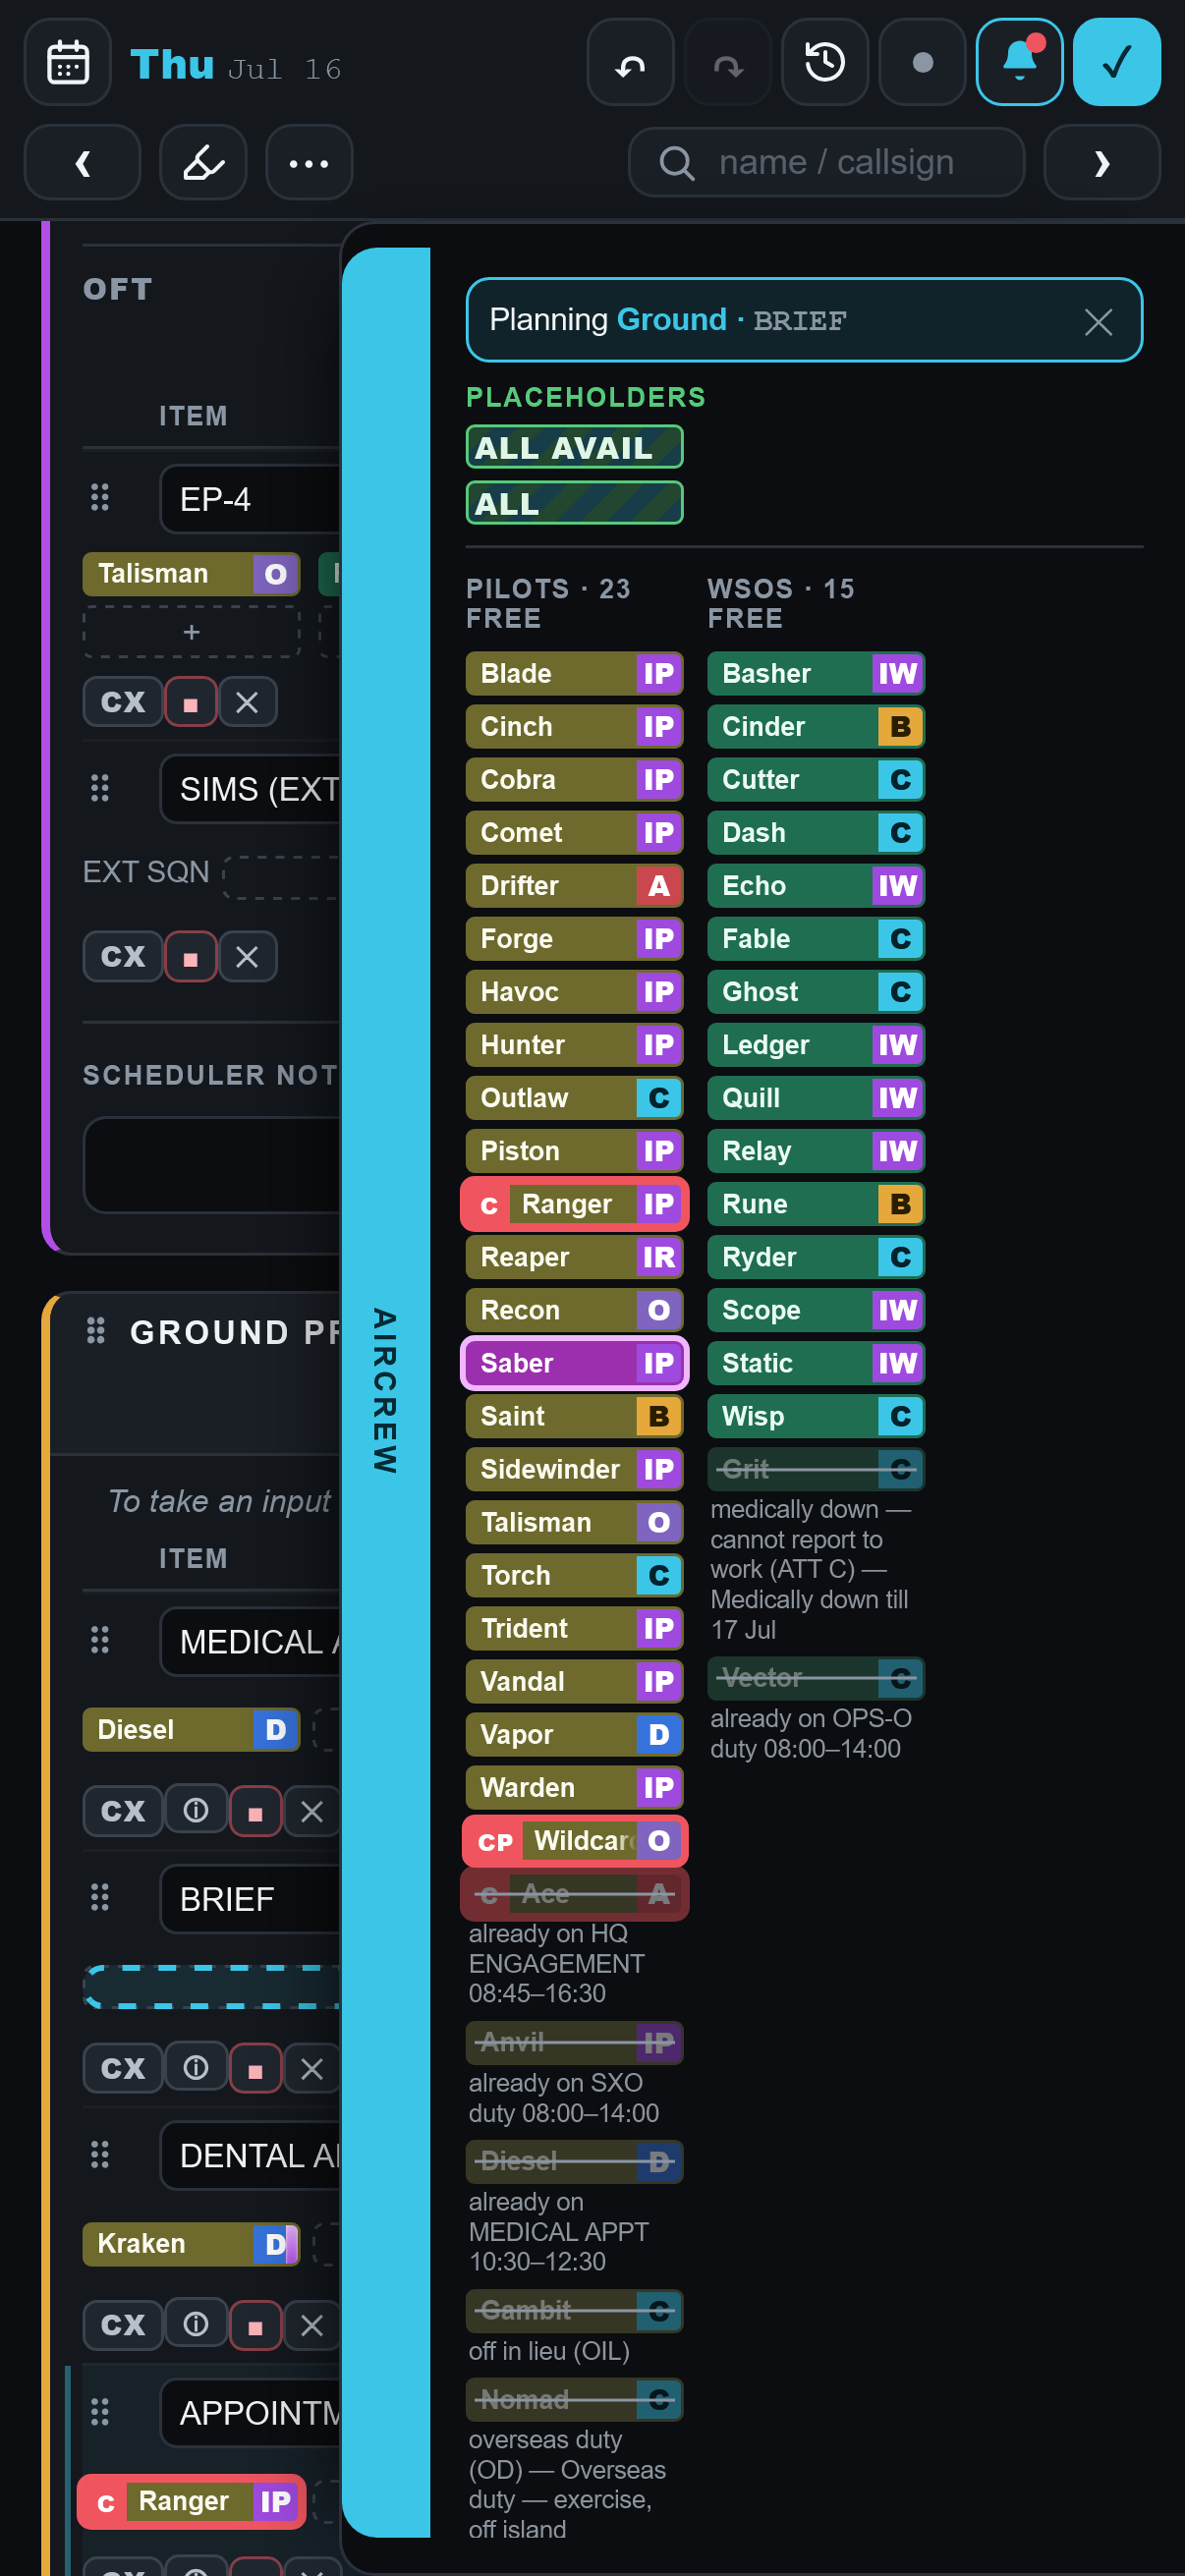 Thu Jul 16
name / callsign
OFT
ITEM
EP-4
Talisman O
+
CX
SIMS (EXT
EXT SQN
CX
SCHEDULER NOT
GROUND PR
To take an input
ITEM
MEDICAL A
Diesel D
CX
BRIEF
CX
DENTAL A
Kraken D
CX
APPOINTM
C Ranger IP
CX
AIRCREW
Planning Ground · BRIEF
PLACEHOLDERS
ALL AVAIL
ALL
PILOTS · 23 FREE
Blade IP
Cinch IP
Cobra IP
Comet IP
Drifter A
Forge IP
Havoc IP
Hunter IP
Outlaw C
Piston IP
C Ranger IP
Reaper IR
Recon O
Saber IP
Saint B
Sidewinder IP
Talisman O
Torch C
Trident IP
Vandal IP
Vapor D
Warden IP
CP Wildcard O
C Ace A
already on HQ
ENGAGEMENT
08:45–16:30
Anvil IP
already on SXO
duty 08:00–14:00
Diesel D
already on
MEDICAL APPT
10:30–12:30
Gambit C
off in lieu (OIL)
Nomad C
overseas duty
(OD) — Overseas
duty — exercise,
off island
WSOS · 15 FREE
Basher IW
Cinder B
Cutter C
Dash C
Echo IW
Fable C
Ghost C
Ledger IW
Quill IW
Relay IW
Rune B
Ryder C
Scope IW
Static IW
Wisp C
Grit C
medically down —
cannot report to
work (ATT C) —
Medically down till
17 Jul
Vector C
already on OPS-O
duty 08:00–14:00